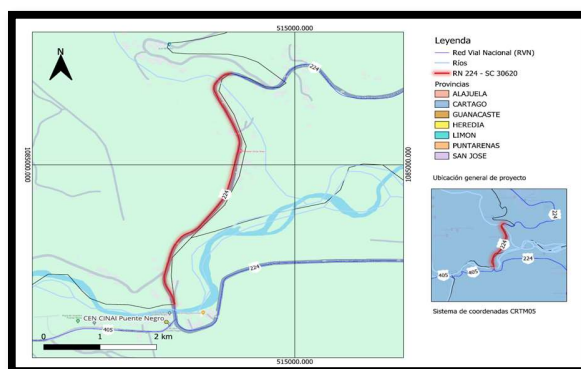 515000.000
N
224
1085000.000
1085000.000
224
224
CEN CINAI Puente Negro
405
0 1 2 km
515000.000
Leyenda
Red Vial Nacional (RVN)
Ríos
RN 224 - SC 30620
Provincias
ALAJUELA
CARTAGO
GUANACASTE
HEREDIA
LIMON
PUNTARENAS
SAN JOSE
Ubicación general de proyecto
224
224
405
405
224
Sistema de coordenadas CRTM05